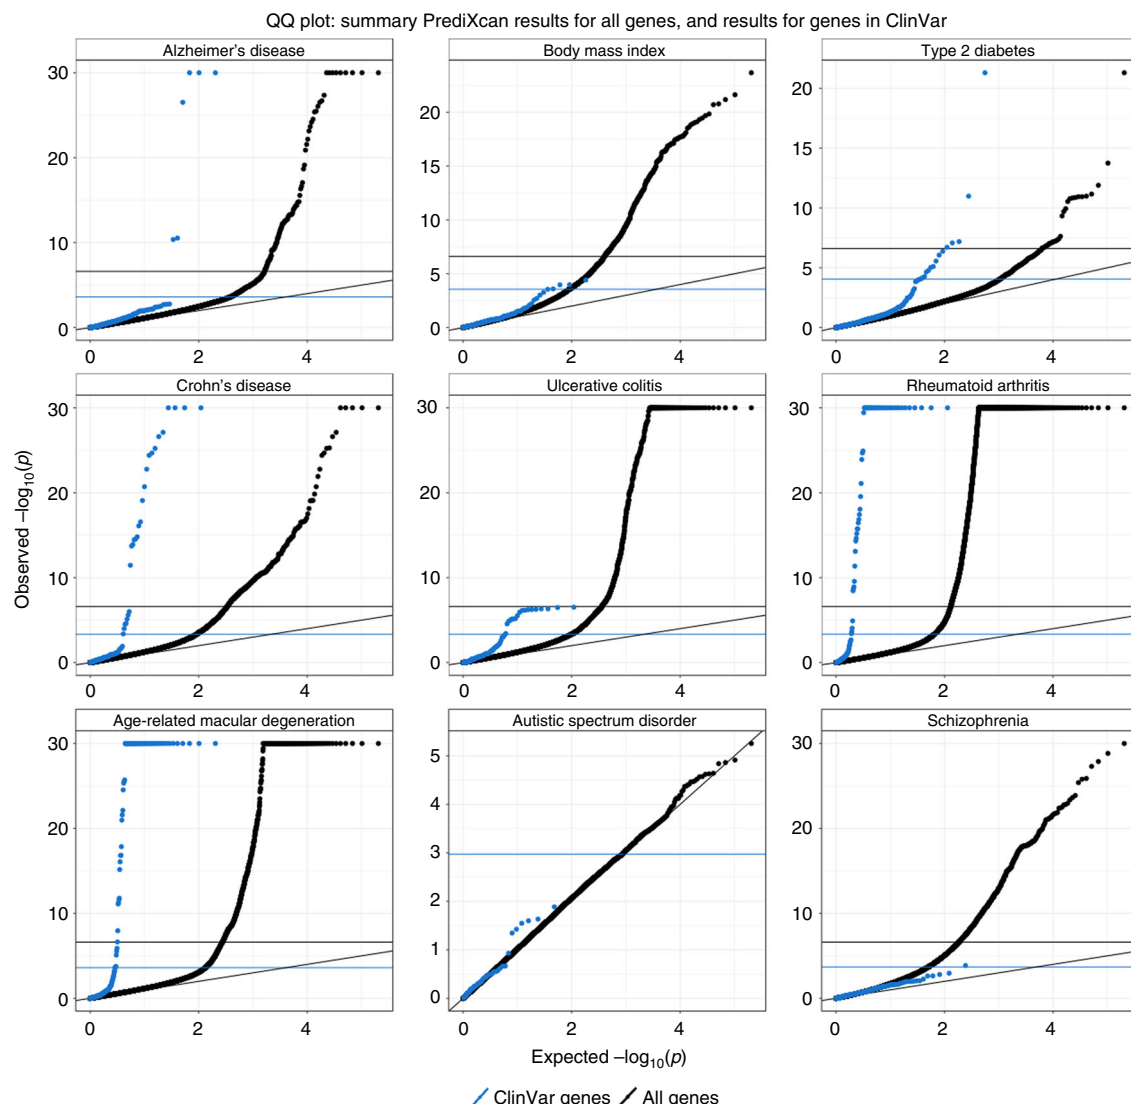 QQ plot: summary PrediXcan results for all genes, and results for genes in ClinVar
Alzheimer's disease
Body mass index
Type 2 diabetes
30
20
10
0
0 2 4
20
15
10
5
0
0 2 4
20
15
10
5
0
0 2 4
Crohn's disease
Ulcerative colitis
Rheumatoid arthritis
30
20
10
0
0 2 4
30
20
10
0
0 2 4
30
20
10
0
0 2 4
Observed –log10(p)
Age-related macular degeneration
Autistic spectrum disorder
Schizophrenia
30
20
10
0
0 2 4
5
4
3
2
1
0
0 2 4
30
20
10
0
0 2 4
Expected –log10(p)
ClinVar genes All genes